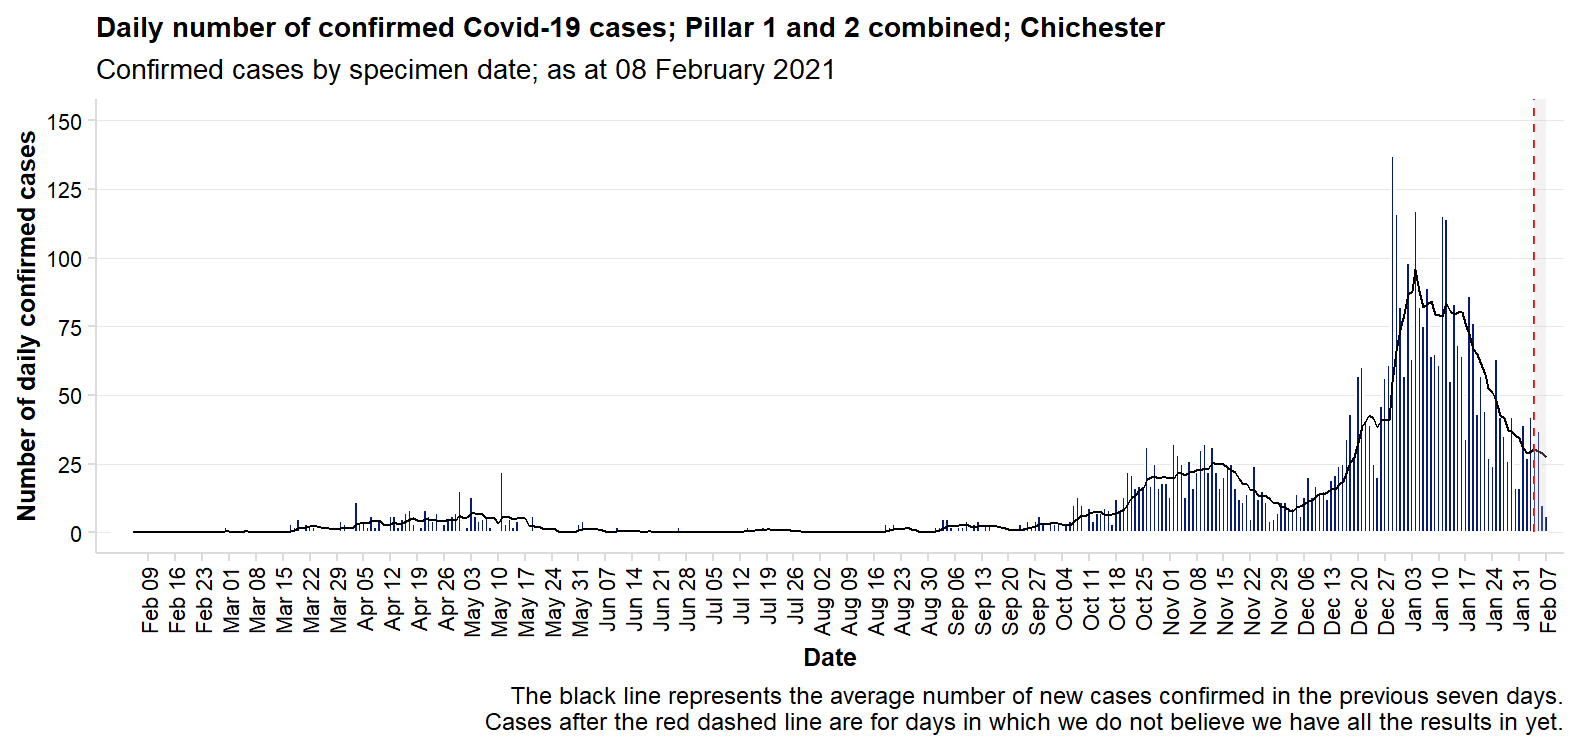 Daily number of confirmed Covid-19 cases; Pillar 1 and 2 combined; Chichester
Confirmed cases by specimen date; as at 08 February 2021
Number of daily confirmed cases
150
125
100
75
50
25
0
Feb 09
Feb 16
Feb 23
Mar 01
Mar 08
Mar 15
Mar 22
Mar 29
Apr 05
Apr 12
Apr 19
Apr 26
May 03
May 10
May 17
May 24
May 31
Jun 07
Jun 14
Jun 21
Jun 28
Jul 05
Jul 12
Jul 19
Jul 26
Aug 02
Aug 09
Aug 16
Aug 23
Aug 30
Sep 06
Sep 13
Sep 20
Sep 27
Oct 04
Oct 11
Oct 18
Oct 25
Nov 01
Nov 08
Nov 15
Nov 22
Nov 29
Dec 06
Dec 13
Dec 20
Dec 27
Jan 03
Jan 10
Jan 17
Jan 24
Jan 31
Feb 07
Date
The black line represents the average number of new cases confirmed in the previous seven days.
Cases after the red dashed line are for days in which we do not believe we have all the results in yet.